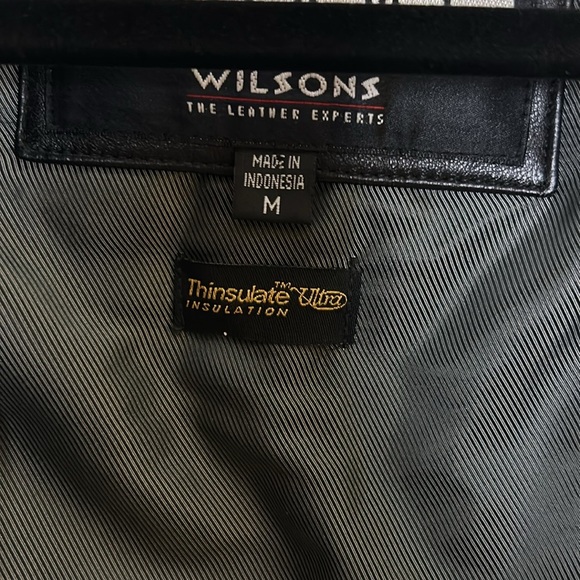 WILSONS
THE LEATHER EXPERTS
MADE IN
INDONESIA
M
Thinsulate™ Ultra
INSULATION